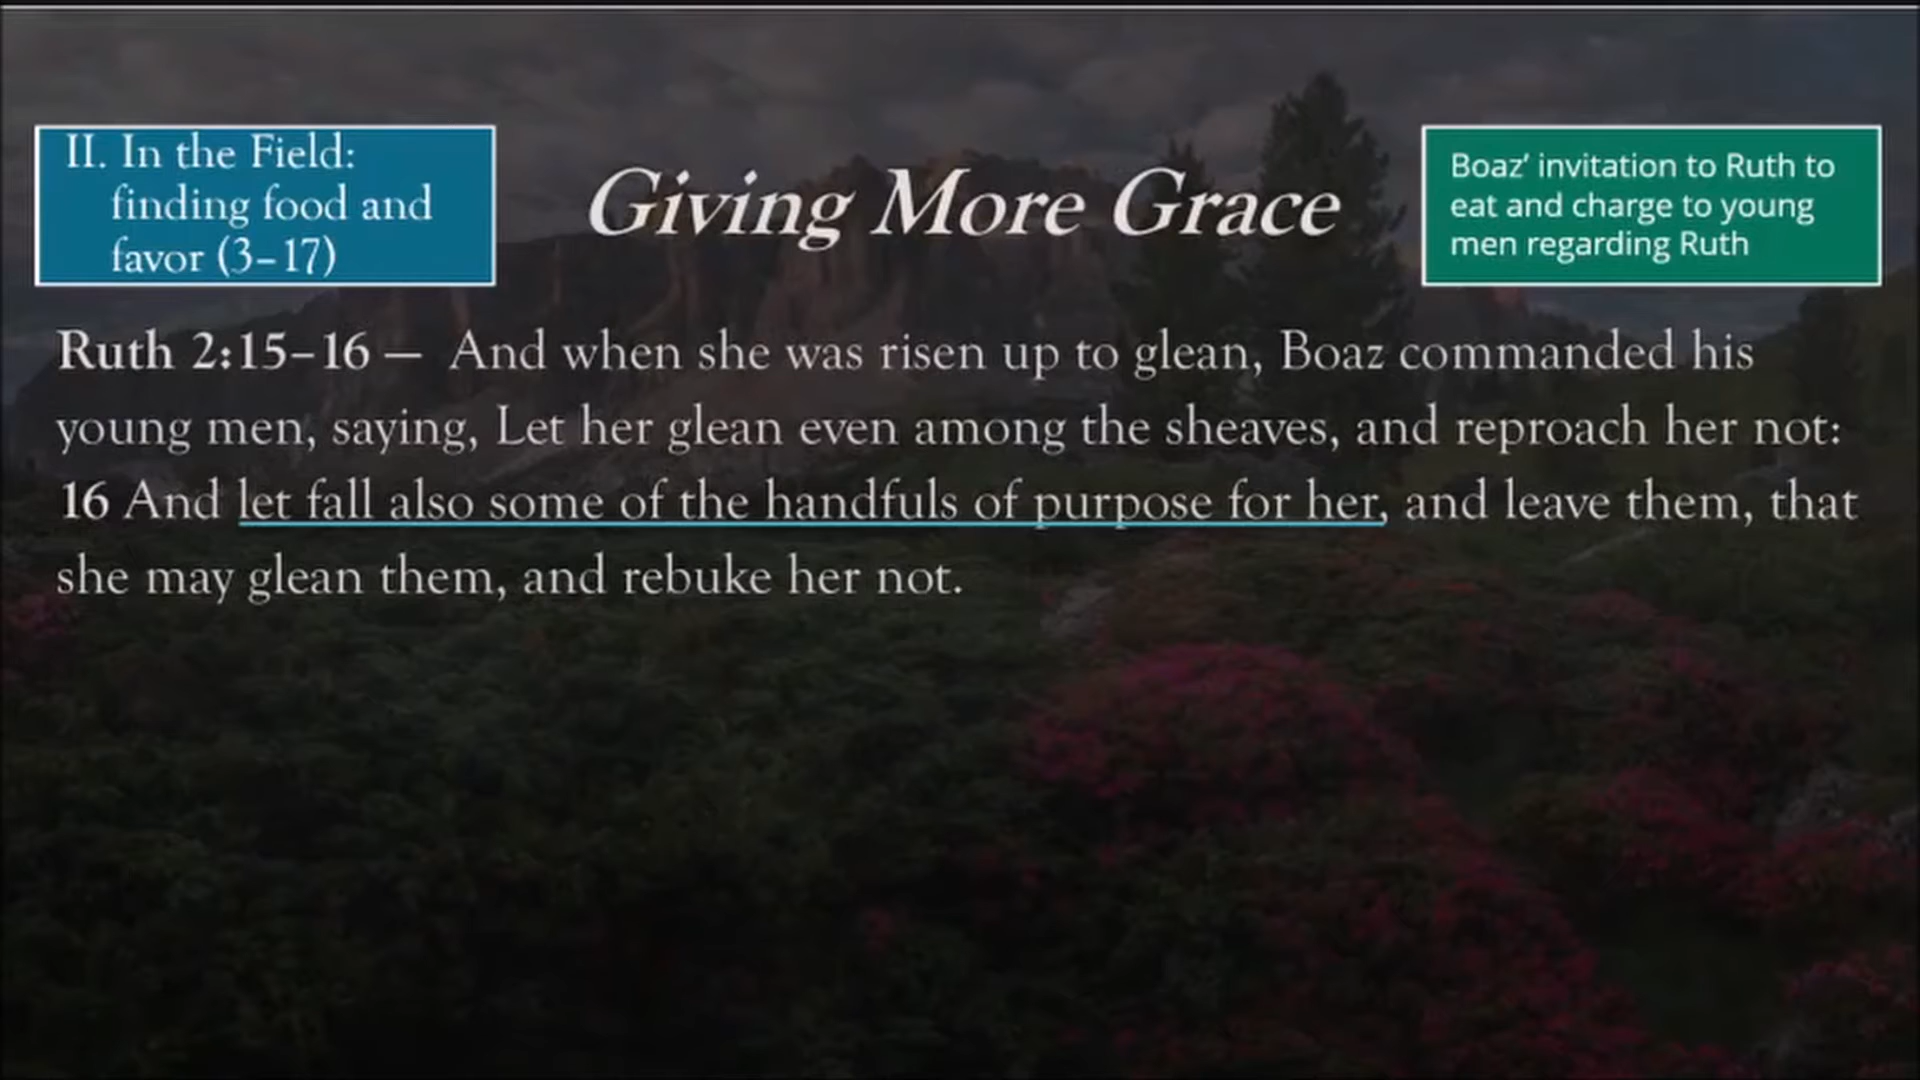 II. In the Field:
finding food and
favor (3–17)
Giving More Grace
Boaz’ invitation to Ruth to
eat and charge to young
men regarding Ruth
Ruth 2:15–16 — And when she was risen up to glean, Boaz commanded his
young men, saying, Let her glean even among the sheaves, and reproach her not:
16 And let fall also some of the handfuls of purpose for her, and leave them, that
she may glean them, and rebuke her not.